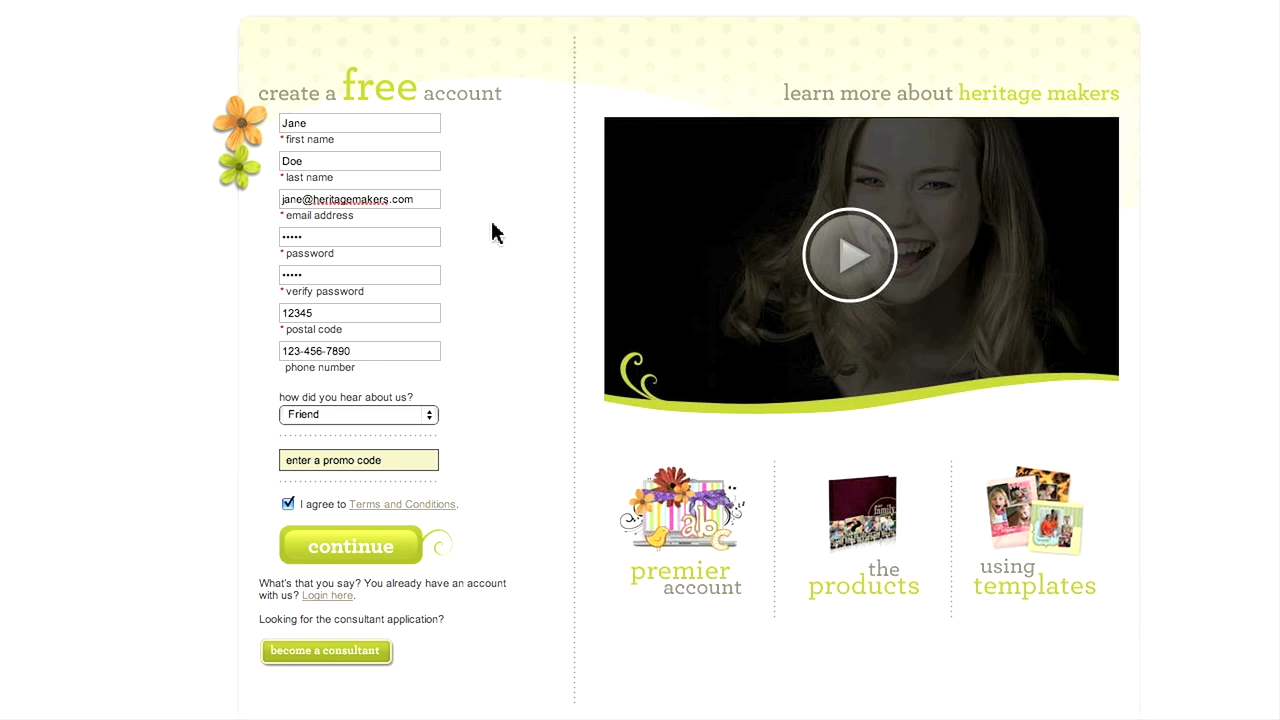 create a free account
Jane
* first name
Doe
* last name
jane@heritagemakers.com
* email address
•••••
* password
•••••
* verify password
12345
* postal code
123-456-7890
phone number
how did you hear about us?
Friend
enter a promo code
I agree to Terms and Conditions.
continue
What's that you say? You already have an account
with us? Login here.
Looking for the consultant application?
become a consultant
learn more about heritage makers
abc
premier
account
family
the
products
using
templates